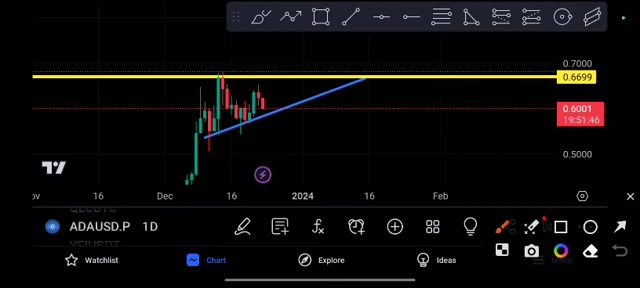 0.7000
0.6699
0.6001
19:51:46
0.5000
ov 16 Dec 16 2024 16 Feb
ADAUSD.P 1D
Watchlist Chart Explore Ideas